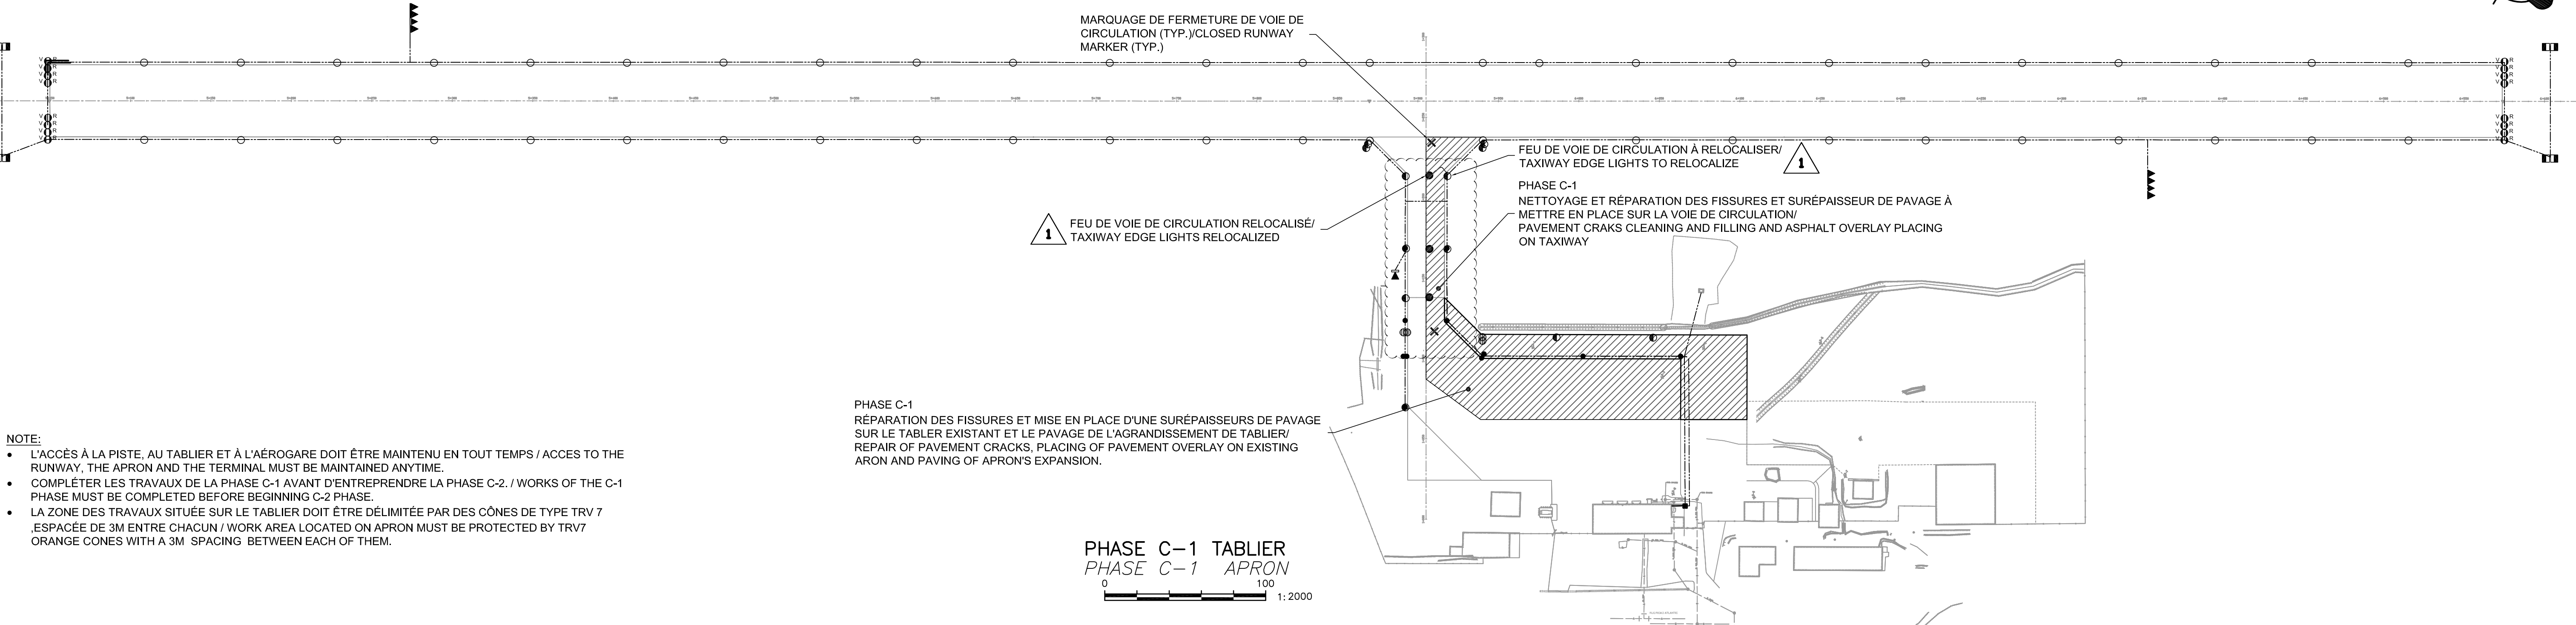 MARQUAGE DE FERMETURE DE VOIE DE
CIRCULATION (TYP.)/CLOSED RUNWAY
MARKER (TYP.)
FEU DE VOIE DE CIRCULATION À RELOCALISER/
TAXIWAY EDGE LIGHTS TO RELOCALIZE
1
PHASE C-1
NETTOYAGE ET RÉPARATION DES FISSURES ET SURÉPAISSEUR DE PAVAGE À
METTRE EN PLACE SUR LA VOIE DE CIRCULATION/
PAVEMENT CRAKS CLEANING AND FILLING AND ASPHALT OVERLAY PLACING
ON TAXIWAY
1
FEU DE VOIE DE CIRCULATION RELOCALISÉ/
TAXIWAY EDGE LIGHTS RELOCALIZED
PHASE C-1
RÉPARATION DES FISSURES ET MISE EN PLACE D'UNE SURÉPAISSEURS DE PAVAGE
SUR LE TABLER EXISTANT ET LE PAVAGE DE L'AGRANDISSEMENT DE TABLIER/
REPAIR OF PAVEMENT CRACKS, PLACING OF PAVEMENT OVERLAY ON EXISTING
ARON AND PAVING OF APRON'S EXPANSION.
NOTE:
• L'ACCÈS À LA PISTE, AU TABLIER ET À L'AÉROGARE DOIT ÊTRE MAINTENU EN TOUT TEMPS / ACCES TO THE
RUNWAY, THE APRON AND THE TERMINAL MUST BE MAINTAINED ANYTIME.
• COMPLÉTER LES TRAVAUX DE LA PHASE C-1 AVANT D'ENTREPRENDRE LA PHASE C-2. / WORKS OF THE C-1
PHASE MUST BE COMPLETED BEFORE BEGINNING C-2 PHASE.
• LA ZONE DES TRAVAUX SITUÉE SUR LE TABLIER DOIT ÊTRE DÉLIMITÉE PAR DES CÔNES DE TYPE TRV 7
,ESPACÉE DE 3M ENTRE CHACUN / WORK AREA LOCATED ON APRON MUST BE PROTECTED BY TRV7
ORANGE CONES WITH A 3M SPACING BETWEEN EACH OF THEM.
PHASE C-1 TABLIER
PHASE C-1 APRON
0 100
1:2000